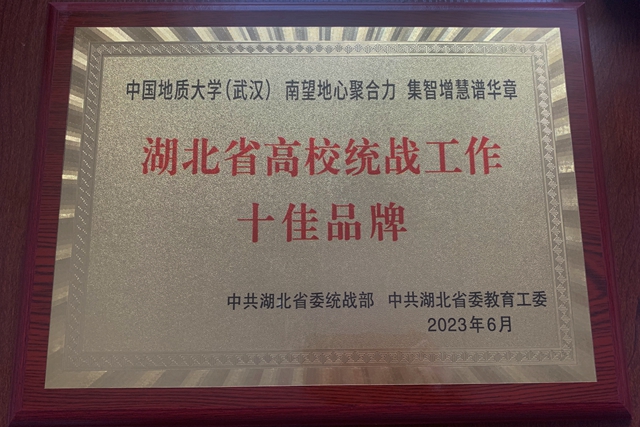 中国地质大学(武汉) 南望地心聚合力 集智增慧谱华章
湖北省高校统战工作
十佳品牌
中共湖北省委统战部 中共湖北省委教育工委
2023年6月